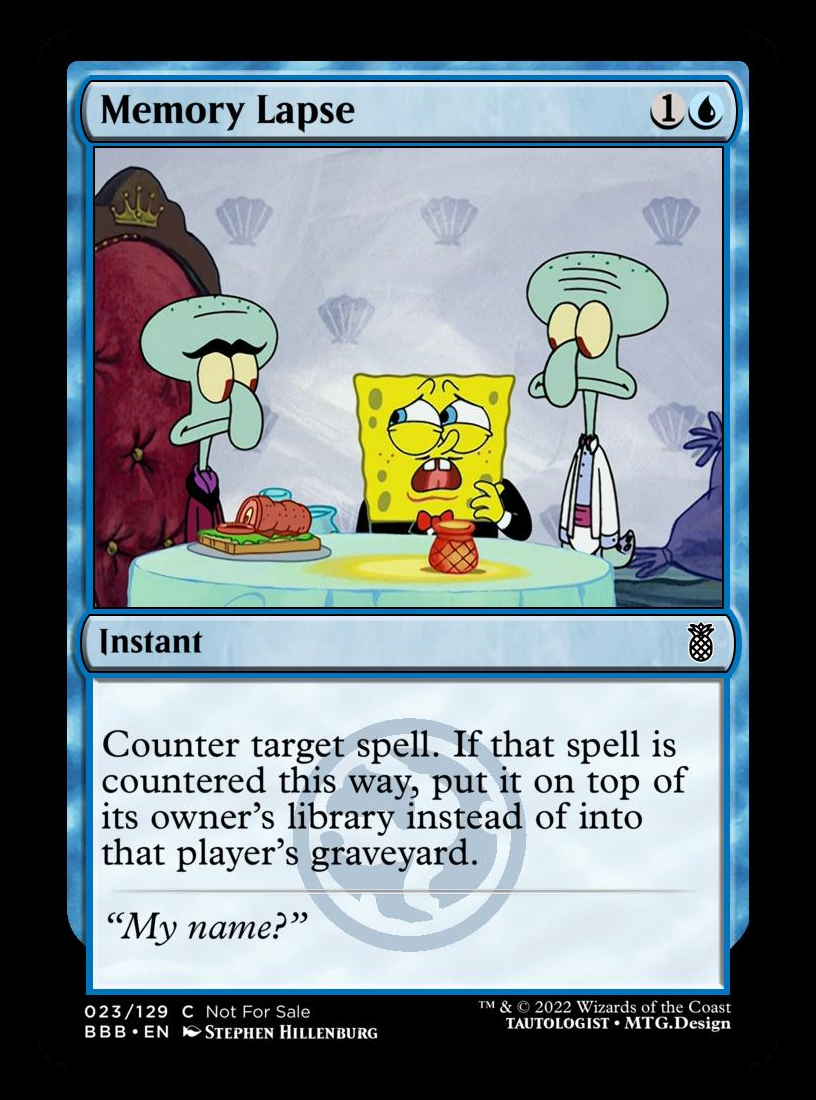 Memory Lapse 1
Instant
Counter target spell. If that spell is
countered this way, put it on top of
its owner's library instead of into
that player's graveyard.
“My name?”
023/129 C Not For Sale
BBB • EN STEPHEN HILLENBURG
™ & © 2022 Wizards of the Coast
TAUTOLOGIST • MTG.Design